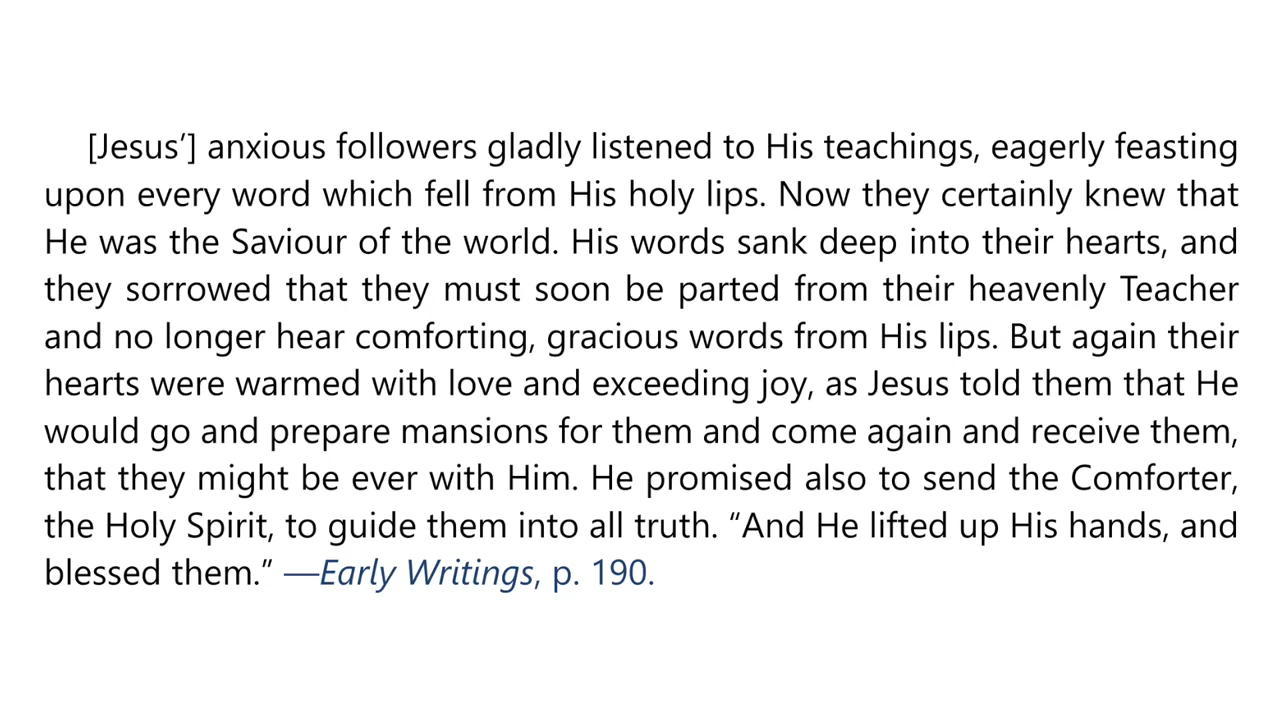 [Jesus’] anxious followers gladly listened to His teachings, eagerly feasting
upon every word which fell from His holy lips. Now they certainly knew that
He was the Saviour of the world. His words sank deep into their hearts, and
they sorrowed that they must soon be parted from their heavenly Teacher
and no longer hear comforting, gracious words from His lips. But again their
hearts were warmed with love and exceeding joy, as Jesus told them that He
would go and prepare mansions for them and come again and receive them,
that they might be ever with Him. He promised also to send the Comforter,
the Holy Spirit, to guide them into all truth. “And He lifted up His hands, and
blessed them.” —Early Writings, p. 190.